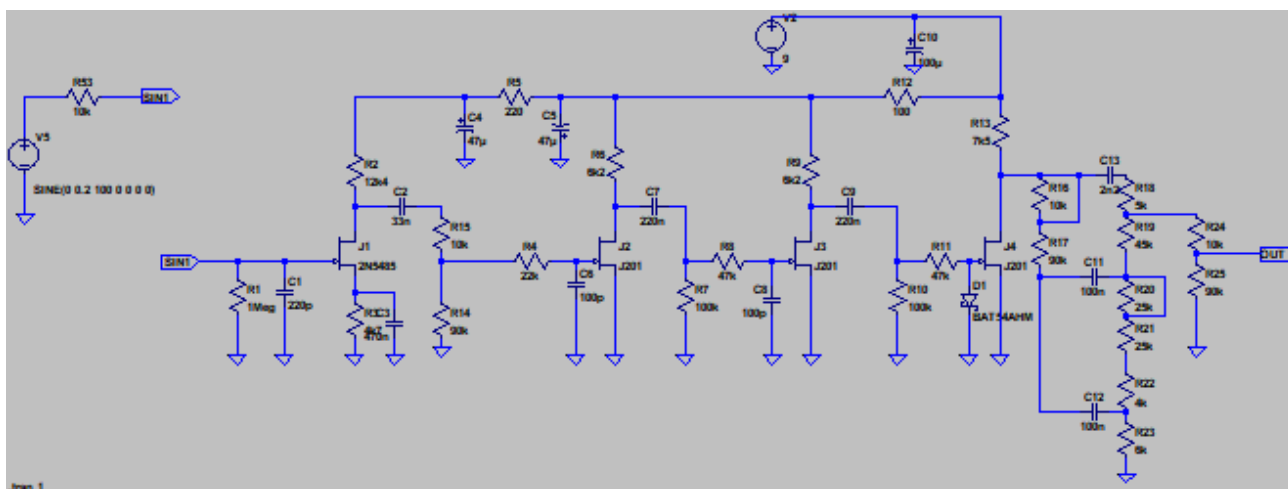 V2
9
C10
100µ
R53
10k
SIN1
V5
SINE(0 0.2 100 0 0 0 0)
R5
220
R12
100
C4
47µ
C5
47µ
R13
7k5
R2
12k4
R6
6k2
R9
6k2
C2
33n
C7
220n
C9
220n
R16
10k
C13
2n2
R18
5k
R15
10k
J1
2N5485
J2
J201
J3
J201
J4
J201
R17
90k
R19
45k
R24
10k
OUT
SIN1
R4
22k
R8
47k
R11
47k
C11
100n
R20
25k
R25
90k
R1
1Meg
C1
220p
R3
4k7
C3
470n
R14
90k
C6
100p
R7
100k
C8
100p
R10
100k
D1
BAT54AHM
R21
25k
R22
4k
C12
100n
R23
6k